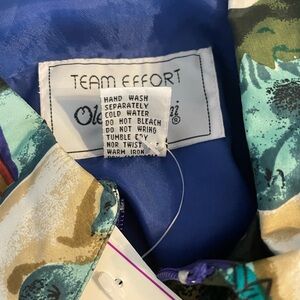 TEAM EFFORT
Ole
i®
HAND WASH
SEPARATELY
COLD WATER
DO NOT BLEACH
DO NOT WRING
TUMBLE DRY
NOR TWIST
WARM IRON